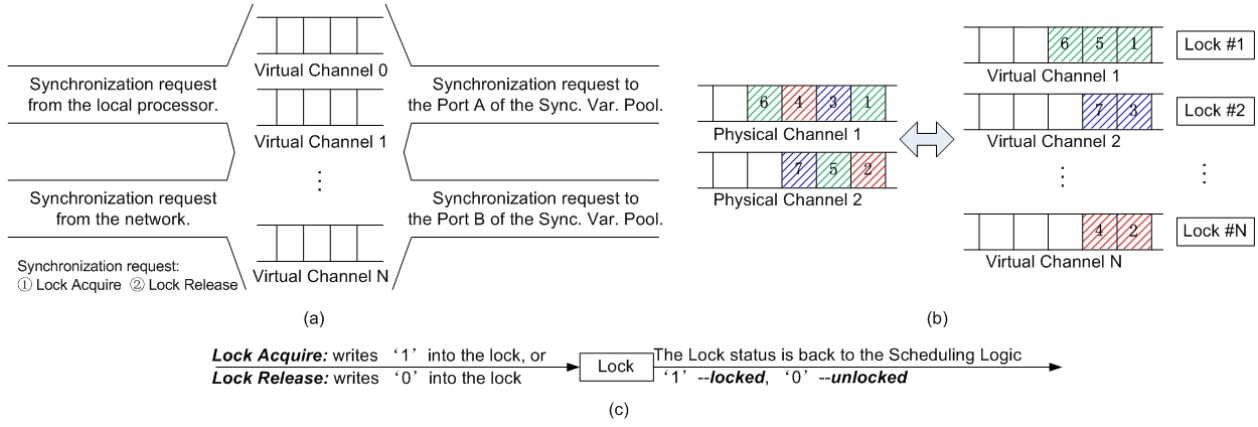 Virtual Channel 0
Synchronization request
from the local processor.
Synchronization request to
the Port A of the Sync. Var. Pool.
Virtual Channel 1
Synchronization request
from the network.
Synchronization request to
the Port B of the Sync. Var. Pool.
Virtual Channel N
Synchronization request:
① Lock Acquire ② Lock Release
(a)
6 5 1
Lock #1
Virtual Channel 1
6 4 3 1
Physical Channel 1
7 3
Lock #2
Virtual Channel 2
7 5 2
Physical Channel 2
4 2
Lock #N
Virtual Channel N
(b)
Lock Acquire: writes ‘1’ into the lock, or
Lock Release: writes ‘0’ into the lock
Lock
The Lock status is back to the Scheduling Logic
‘1’ --locked, ‘0’ --unlocked
(c)